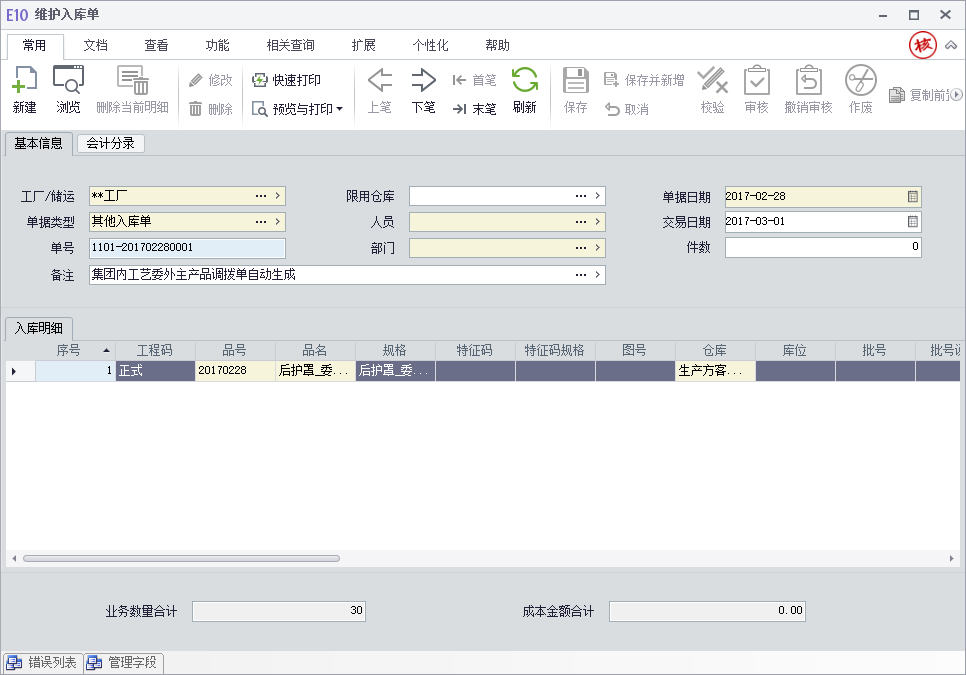 E10 维护入库单
常用 文档 查看 功能 相关查询 扩展 个性化 帮助 核
新建 浏览 删除当前明细 修改 删除 快速打印 预览与打印 上笔 下笔 首笔 末笔 刷新 保存 保存并新增 取消 校验 审核 撤销审核 作废 复制前
基本信息 会计分录
工厂/储运 **工厂 ··· 限用仓库 ··· 单据日期 2017-02-28
单据类型 其他入库单 ··· 人员 ··· 交易日期 2017-03-01
单号 1101-201702280001 部门 ··· 件数 0
备注 集团内工艺委外主产品调拨单自动生成 ···
入库明细
序号 工程码 品号 品名 规格 特征码 特征码规格 图号 仓库 库位 批号 批号
1 正式 20170228 后护罩_委... 后护罩_委... 生产方客...
业务数量合计 30 成本金额合计 0.00
错误列表 管理字段